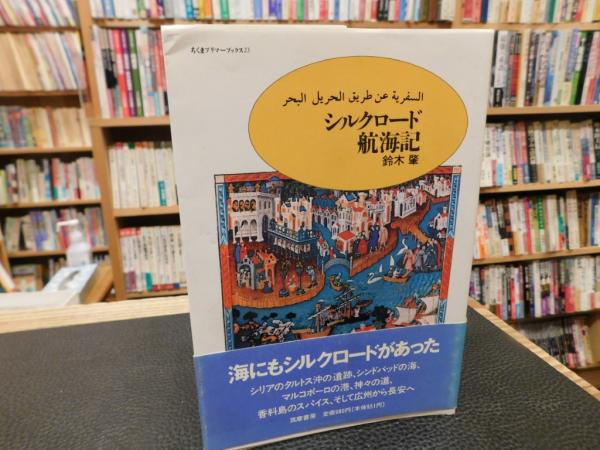 ちくまプリマーブックス23
السفرية عن طريق الحريل البحر
シルクロード
航海記
鈴木 肇
海にもシルクロードがあった
シリアのタルトス沖の遺跡、シンドバッドの海、
マルコポーロの港、神々の道、
香料島のスパイス、そして広州から長安へ
筑摩書房 定価980円(本体951円)